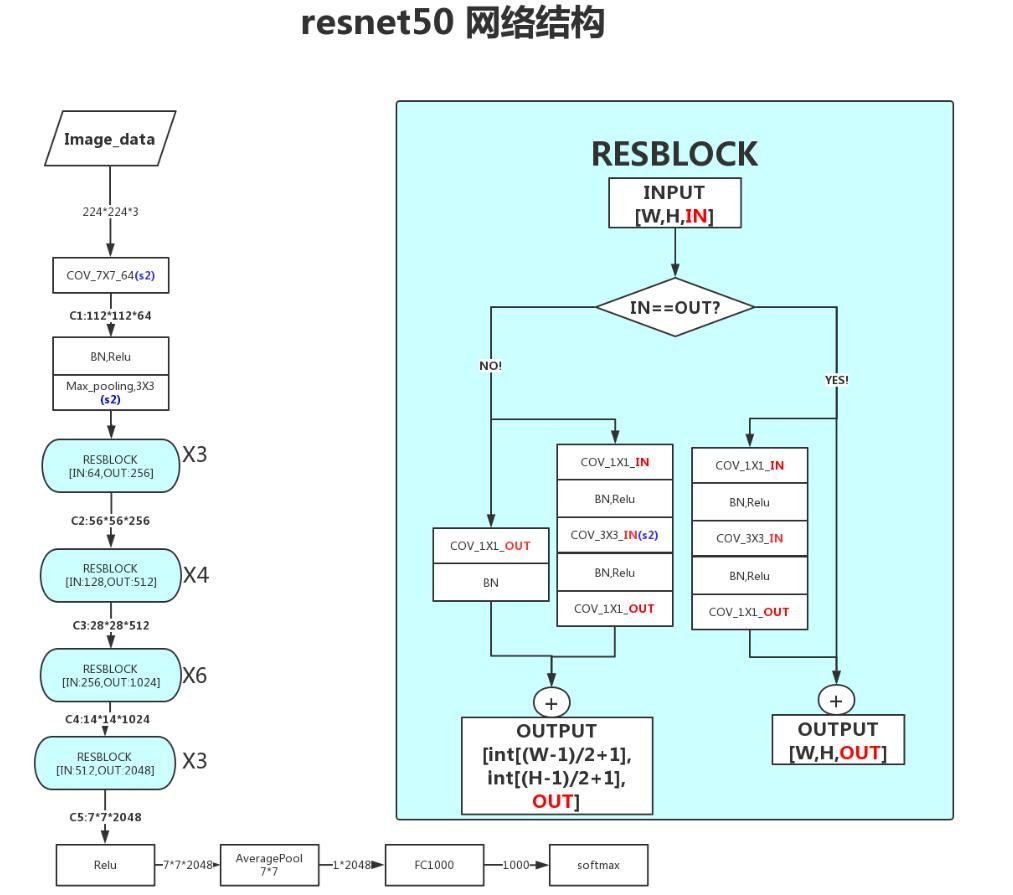 resnet50 网络结构
Image_data
224*224*3
COV_7X7_64(s2)
C1:112*112*64
BN,Relu
Max_pooling,3X3
(s2)
RESBLOCK
[IN:64,OUT:256]
X3
C2:56*56*256
RESBLOCK
[IN:128,OUT:512]
X4
C3:28*28*512
RESBLOCK
[IN:256,OUT:1024]
X6
C4:14*14*1024
RESBLOCK
[IN:512,OUT:2048]
X3
C5:7*7*2048
Relu
7*7*2048
AveragePool
7*7
1*2048
FC1000
1000
softmax
RESBLOCK
INPUT
[W,H,IN]
IN==OUT?
NO!
YES!
COV_1X1_OUT
BN
COV_1X1_IN
BN,Relu
COV_3X3_IN(s2)
BN,Relu
COV_1X1_OUT
COV_1X1_IN
BN,Relu
COV_3X3_IN
BN,Relu
COV_1X1_OUT
+
OUTPUT
[int[(W-1)/2+1],
int[(H-1)/2+1],
OUT]
+
OUTPUT
[W,H,OUT]